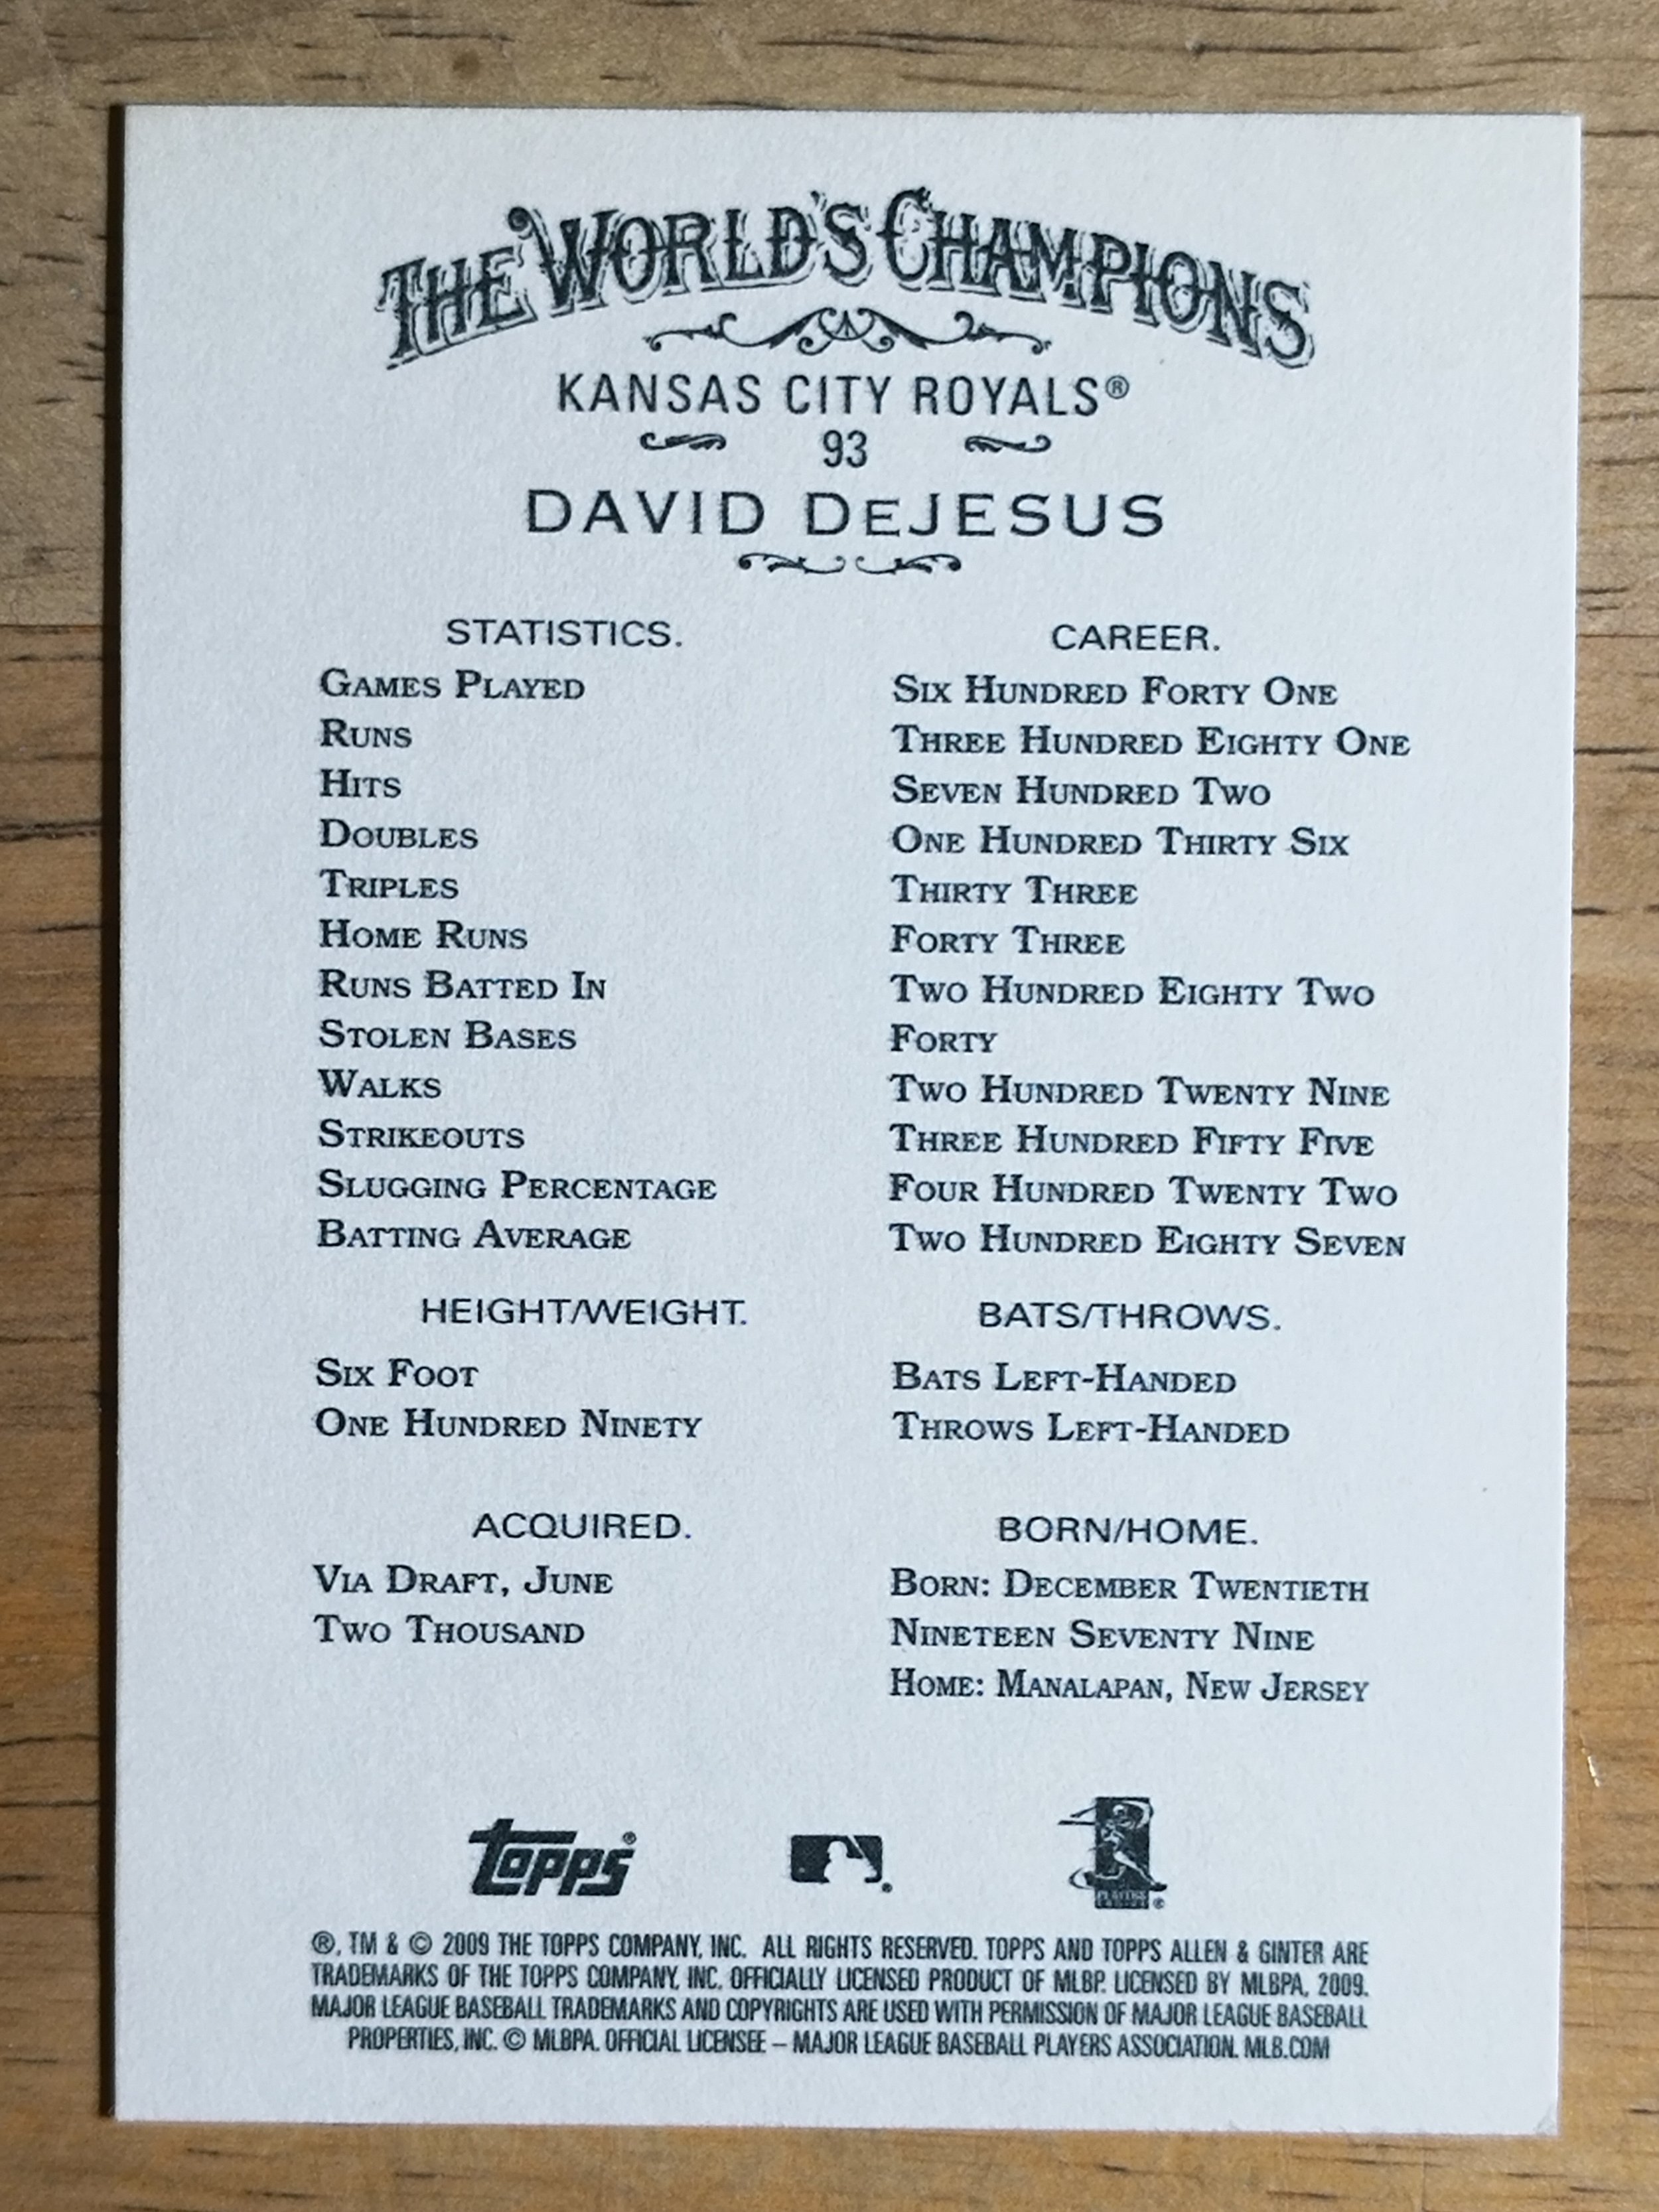 THE WORLD'S CHAMPIONS
KANSAS CITY ROYALS®
93
DAVID DEJESUS
STATISTICS. CAREER.
GAMES PLAYED SIX HUNDRED FORTY ONE
RUNS THREE HUNDRED EIGHTY ONE
HITS SEVEN HUNDRED TWO
DOUBLES ONE HUNDRED THIRTY SIX
TRIPLES THIRTY THREE
HOME RUNS FORTY THREE
RUNS BATTED IN TWO HUNDRED EIGHTY TWO
STOLEN BASES FORTY
WALKS TWO HUNDRED TWENTY NINE
STRIKEOUTS THREE HUNDRED FIFTY FIVE
SLUGGING PERCENTAGE FOUR HUNDRED TWENTY TWO
BATTING AVERAGE TWO HUNDRED EIGHTY SEVEN
HEIGHT/WEIGHT. BATS/THROWS.
SIX FOOT BATS LEFT-HANDED
ONE HUNDRED NINETY THROWS LEFT-HANDED
ACQUIRED. BORN/HOME.
VIA DRAFT, JUNE BORN: DECEMBER TWENTIETH
TWO THOUSAND NINETEEN SEVENTY NINE
HOME: MANALAPAN, NEW JERSEY
topps®
®, TM & © 2009 THE TOPPS COMPANY, INC. ALL RIGHTS RESERVED. TOPPS AND TOPPS ALLEN & GINTER ARE
TRADEMARKS OF THE TOPPS COMPANY, INC. OFFICIALLY LICENSED PRODUCT OF MLBP. LICENSED BY MLBPA, 2009.
MAJOR LEAGUE BASEBALL TRADEMARKS AND COPYRIGHTS ARE USED WITH PERMISSION OF MAJOR LEAGUE BASEBALL
PROPERTIES, INC. © MLBPA. OFFICIAL LICENSEE – MAJOR LEAGUE BASEBALL PLAYERS ASSOCIATION. MLB.COM